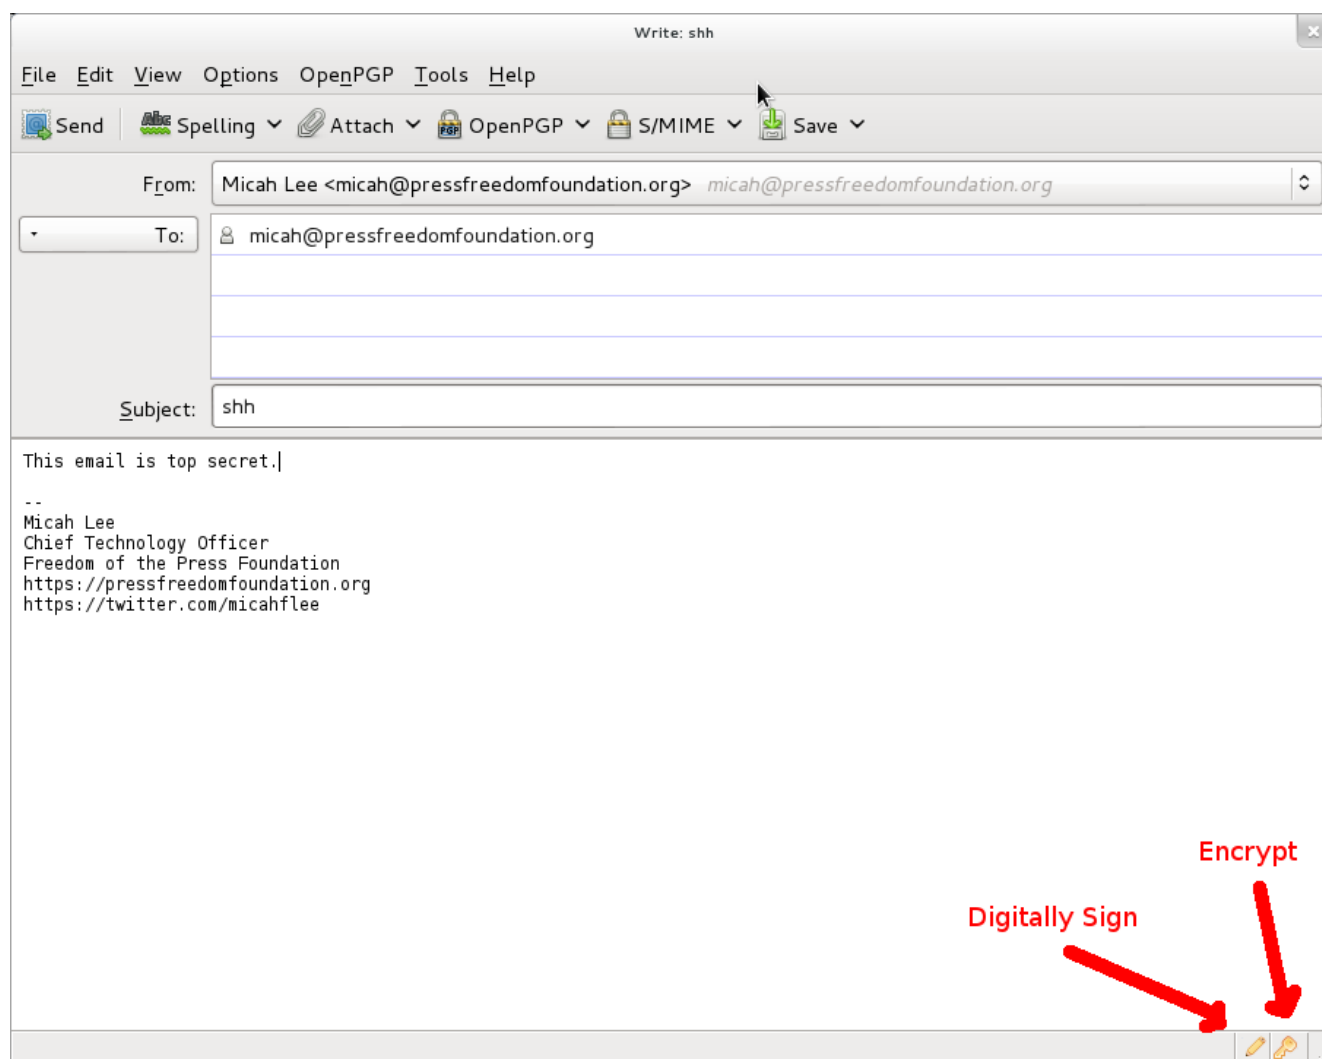 Write: shh
File Edit View Options OpenPGP Tools Help
Send Abc Spelling Attach PGP OpenPGP S/MIME Save
From: Micah Lee <micah@pressfreedomfoundation.org> micah@pressfreedomfoundation.org
To: micah@pressfreedomfoundation.org
Subject: shh
This email is top secret.
--
Micah Lee
Chief Technology Officer
Freedom of the Press Foundation
https://pressfreedomfoundation.org
https://twitter.com/micahflee
Encrypt
Digitally Sign